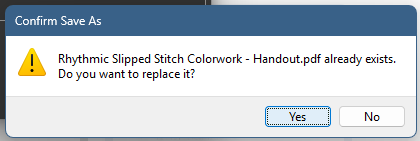 Confirm Save As
Rhythmic Slipped Stitch Colorwork - Handout.pdf already exists.
Do you want to replace it?
Yes
No